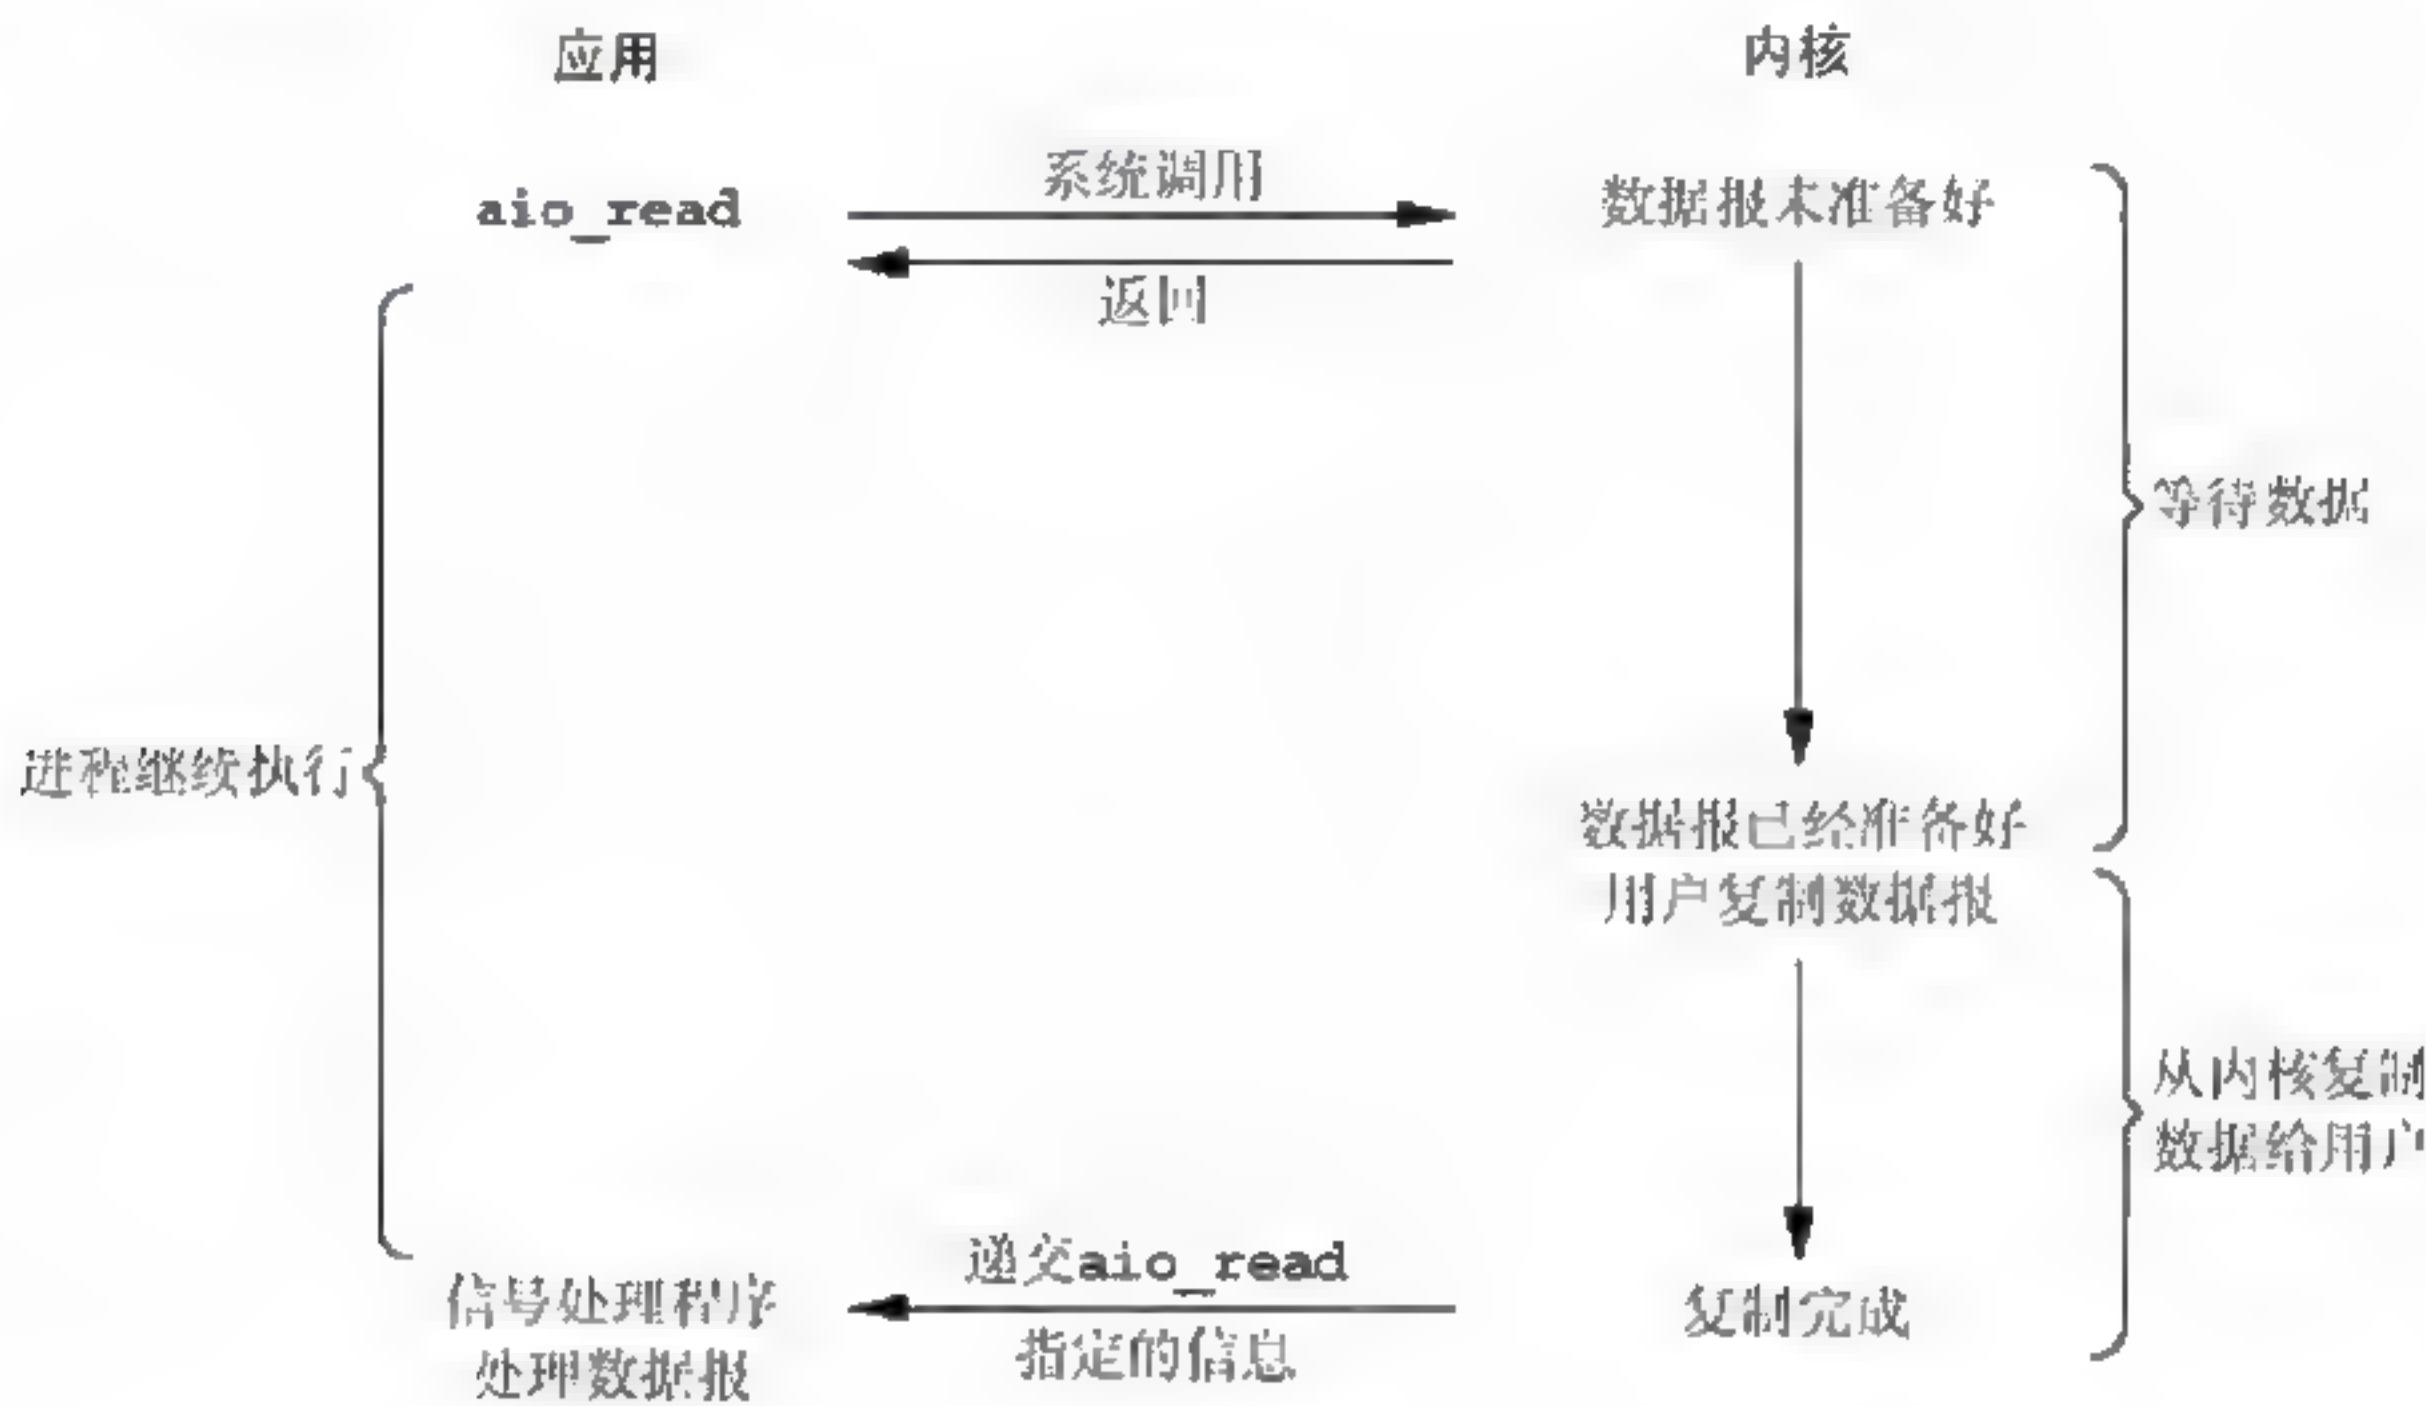 应用
内核
系统调用
aio_read
数据报未准备好
返回
等待数据
进程继续执行
数据报已经准备好
用户复制数据报
从内核复制
数据给用户
递交aio_read
信号处理程序
复制完成
指定的信息
处理数据报